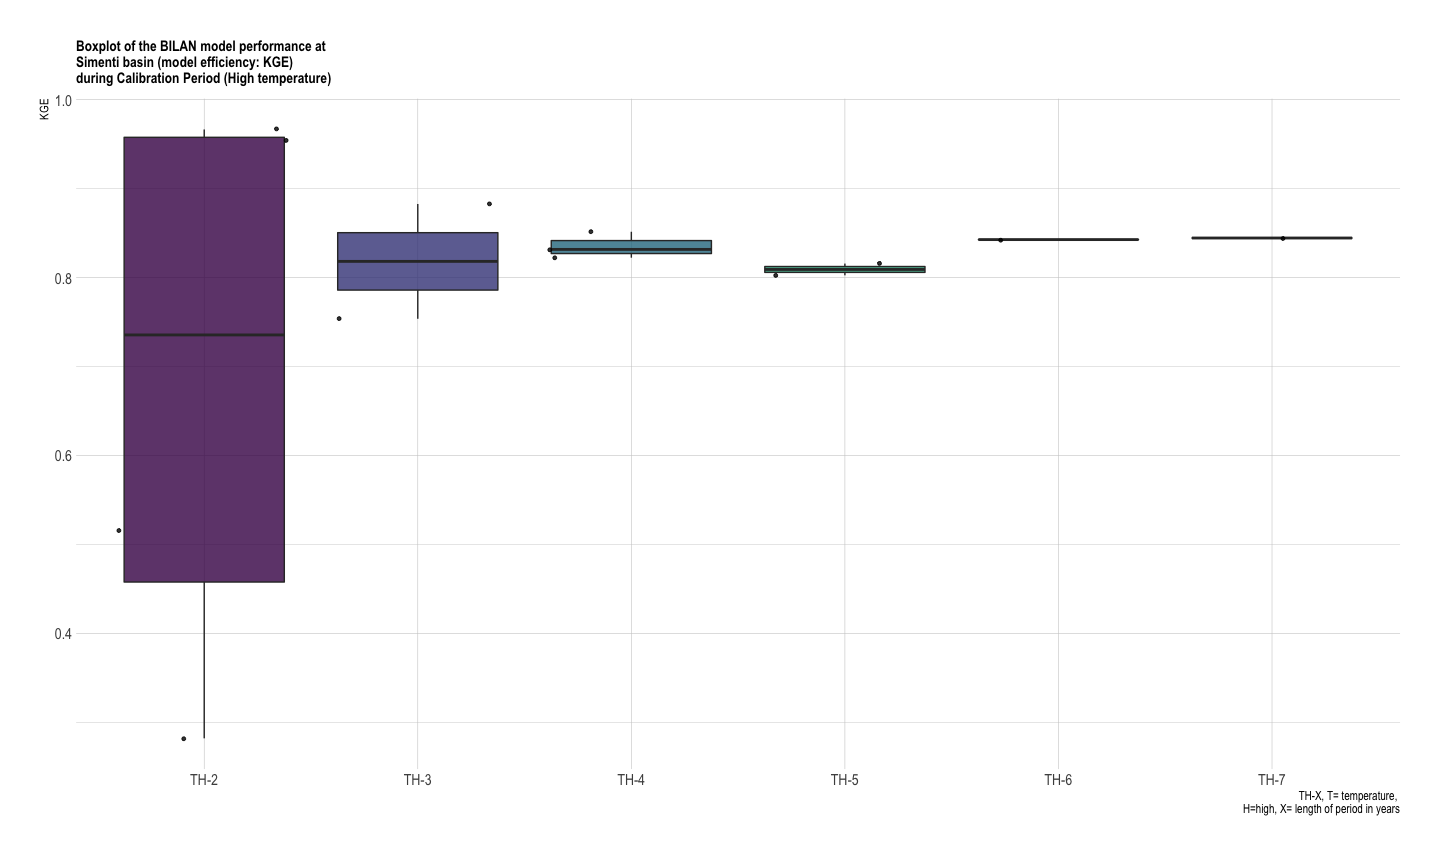 Boxplot of the BILAN model performance at
Simenti basin (model efficiency: KGE)
during Calibration Period (High temperature)
KGE
1.0
0.8
0.6
0.4
TH-2 TH-3 TH-4 TH-5 TH-6 TH-7
TH-X, T= temperature,
H=high, X= length of period in years